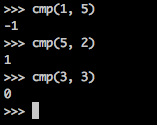 >>> cmp(1, 5)
-1
>>> cmp(5, 2)
1
>>> cmp(3, 3)
0
>>>